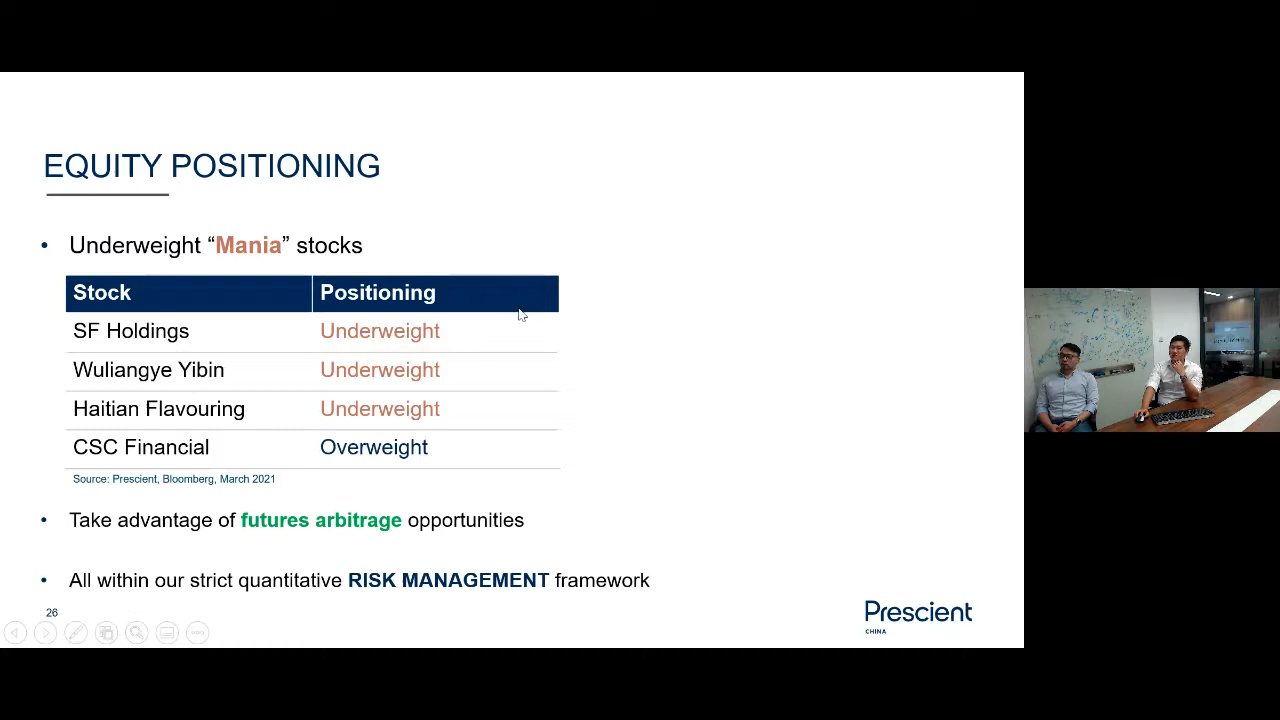 EQUITY POSITIONING
• Underweight “Mania” stocks
Stock Positioning
SF Holdings Underweight
Wuliangye Yibin Underweight
Haitian Flavouring Underweight
CSC Financial Overweight
Source: Prescient, Bloomberg, March 2021
• Take advantage of futures arbitrage opportunities
• All within our strict quantitative RISK MANAGEMENT framework
26
Prescient
CHINA